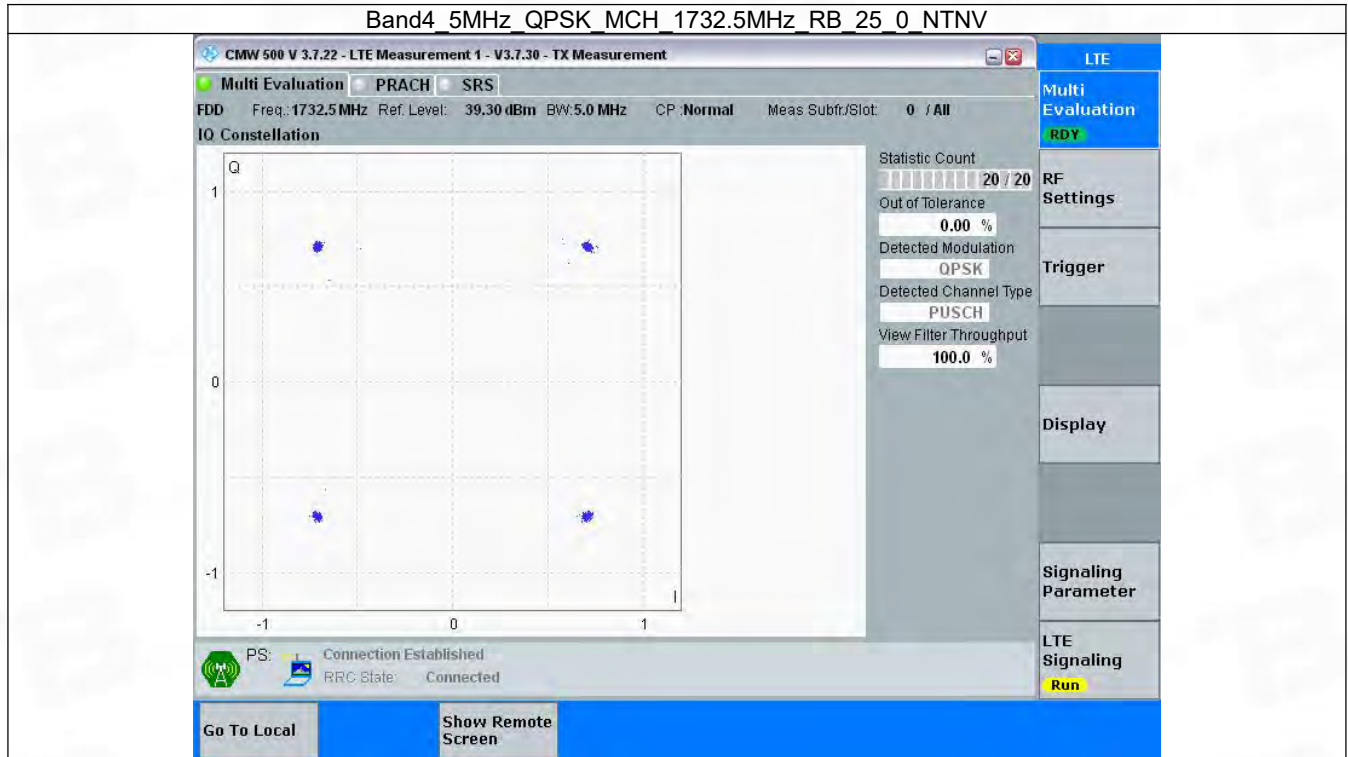 Band4_5MHz_QPSK_MCH_1732.5MHz_RB_25_0_NTNV
CMW 500 V 3.7.22 - LTE Measurement 1 - V3.7.30 - TX Measurement
LTE
Multi Evaluation PRACH SRS
Multi
Evaluation
RDY
FDD Freq.:1732.5 MHz Ref. Level: 39.30 dBm BW:5.0 MHz CP :Normal Meas Subfr./Slot: 0 / All
IQ Constellation
Q
1
0
-1
I
-1 0 1
Statistic Count
20 / 20
Out of Tolerance
0.00 %
Detected Modulation
QPSK
Detected Channel Type
PUSCH
View Filter Throughput
100.0 %
RF
Settings
Trigger
Display
Signaling
Parameter
LTE
Signaling
Run
PS: Connection Established
RRC State: Connected
Go To Local
Show Remote
Screen